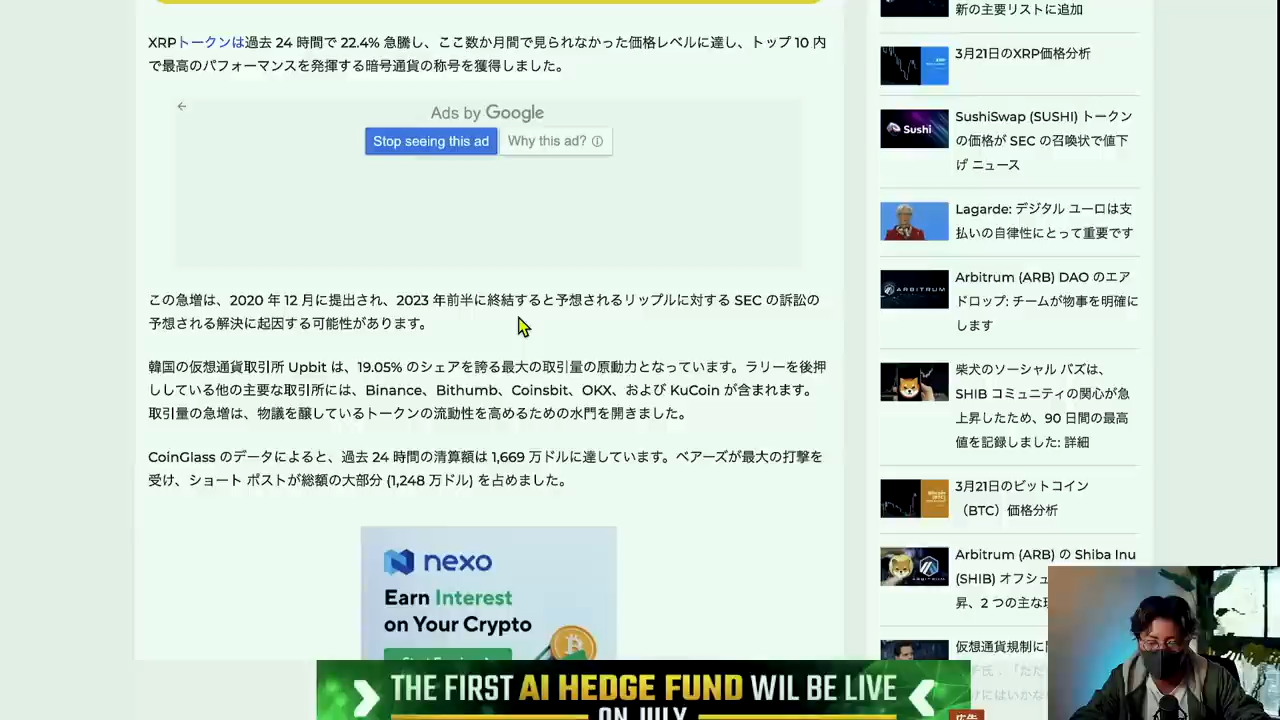 XRPトークンは過去 24 時間で 22.4% 急騰し、ここ数か月間で見られなかった価格レベルに達し、トップ 10 内
で最高のパフォーマンスを発揮する暗号通貨の称号を獲得しました。
Ads by Google
Stop seeing this ad
Why this ad?
この急増は、2020 年 12 月に提出され、2023 年前半に終結すると予想されるリップルに対する SEC の訴訟の
予想される解決に起因する可能性があります。
韓国の仮想通貨取引所 Upbit は、19.05% のシェアを誇る最大の取引量の原動力となっています。ラリーを後押
ししている他の主要な取引所には、Binance、Bithumb、Coinsbit、OKX、および KuCoin が含まれます。
取引量の急増は、物議を醸しているトークンの流動性を高めるための水門を開きました。
CoinGlass のデータによると、過去 24 時間の清算額は 1,669 万ドルに達しています。ベアーズが最大の打撃を
受け、ショート ポストが総額の大部分 (1,248 万ドル) を占めました。
nexo
Earn Interest
on Your Crypto
新の主要リストに追加
3月21日のXRP価格分析
Sushi
SushiSwap (SUSHI) トークン
の価格が SEC の召喚状で値下
げ ニュース
Lagarde: デジタル ユーロは支
払いの自律性にとって重要です
ARBITRUM
Arbitrum (ARB) DAO のエア
ドロップ: チームが物事を明確に
します
柴犬のソーシャル バズは、
SHIB コミュニティの関心が急
上昇したため、90 日間の最高
値を記録しました: 詳細
3月21日のビットコイン
（BTC）価格分析
Arbitrum (ARB) の Shiba Inu
(SHIB) オフシ
昇、2 つの主な
仮想通貨規制に
THE FIRST AI HEDGE FUND WIL BE LIVE
ON JULY
広告